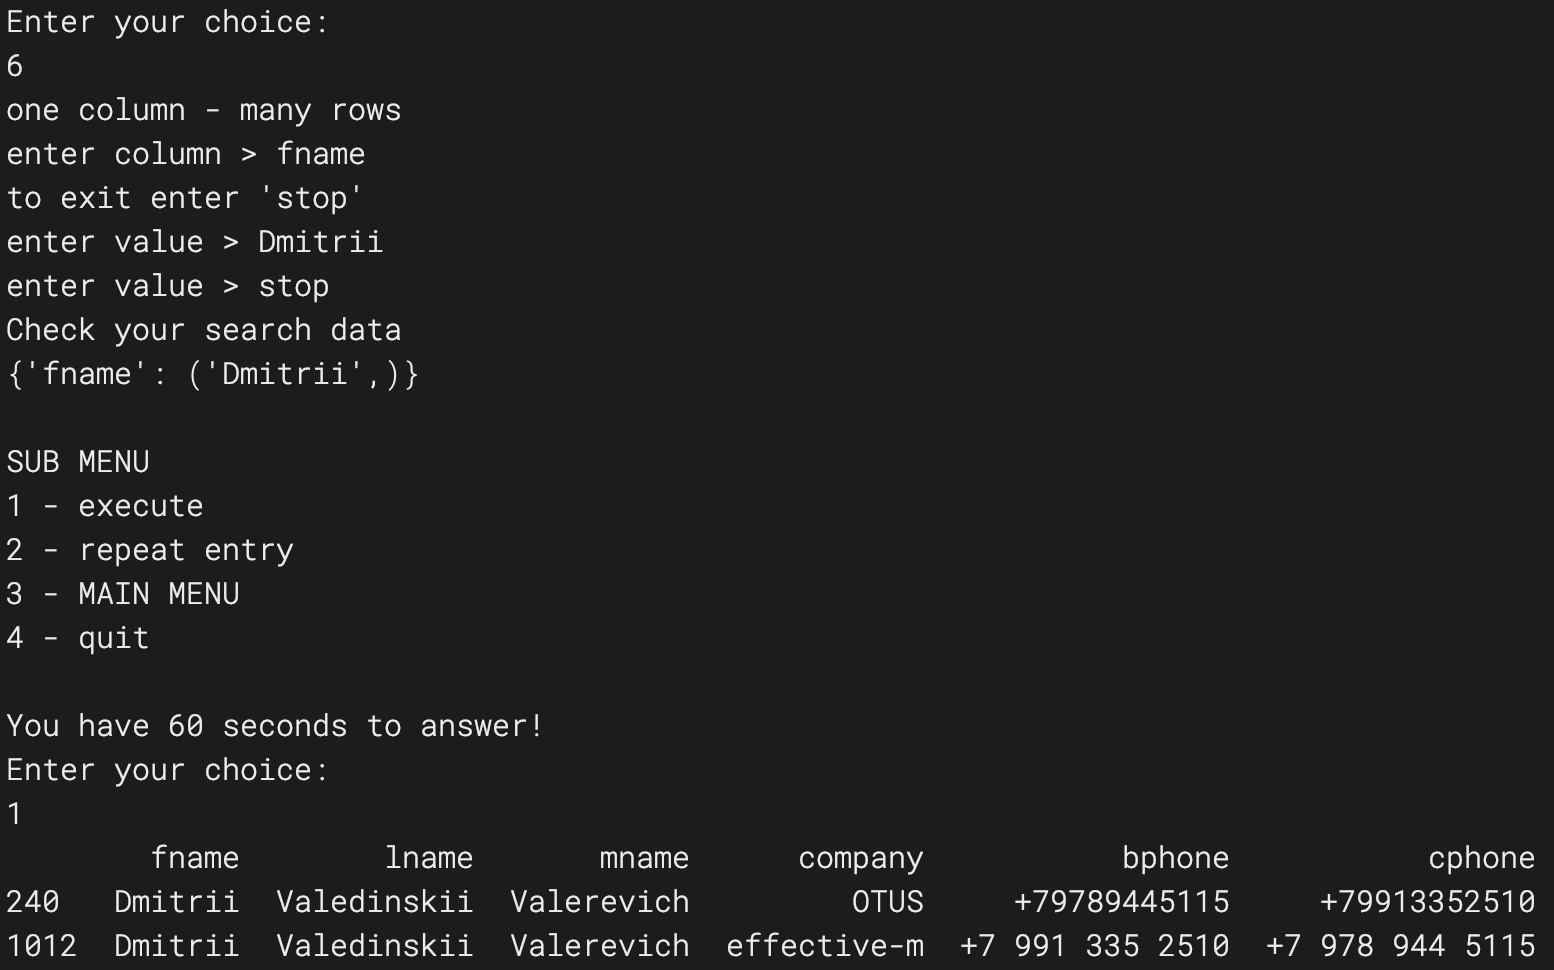 Enter your choice:
6
one column - many rows
enter column > fname
to exit enter 'stop'
enter value > Dmitrii
enter value > stop
Check your search data
{'fname': ('Dmitrii',)}
SUB MENU
1 - execute
2 - repeat entry
3 - MAIN MENU
4 - quit
You have 60 seconds to answer!
Enter your choice:
1
fname lname mname company bphone cphone
240 Dmitrii Valedinskii Valerevich OTUS +79789445115 +79913352510
1012 Dmitrii Valedinskii Valerevich effective-m +7 991 335 2510 +7 978 944 5115